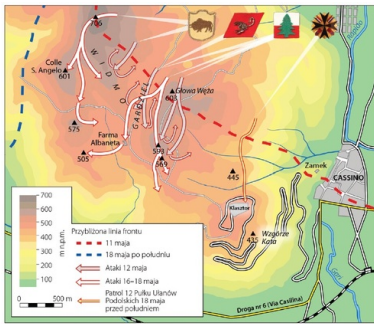 706
Colle
S. Angelo
601
WIDMO
GARDZIEL
Głowa Węża
603
575
Farma
Albaneta
505
593
569
445
Zamek
CASSINO
Klasztor
Wzgórze
Kata
435
Droga nr 6 (Via Casilina)
700
600
500
400
300
200
100
m n.p.m.
0
500 m
Przybliżona linia frontu
11 maja
18 maja po południu
Ataki 12 maja
Ataki 16–18 maja
Patrol 12 Pułku Ułanów
Podolskich 18 maja
przed południem